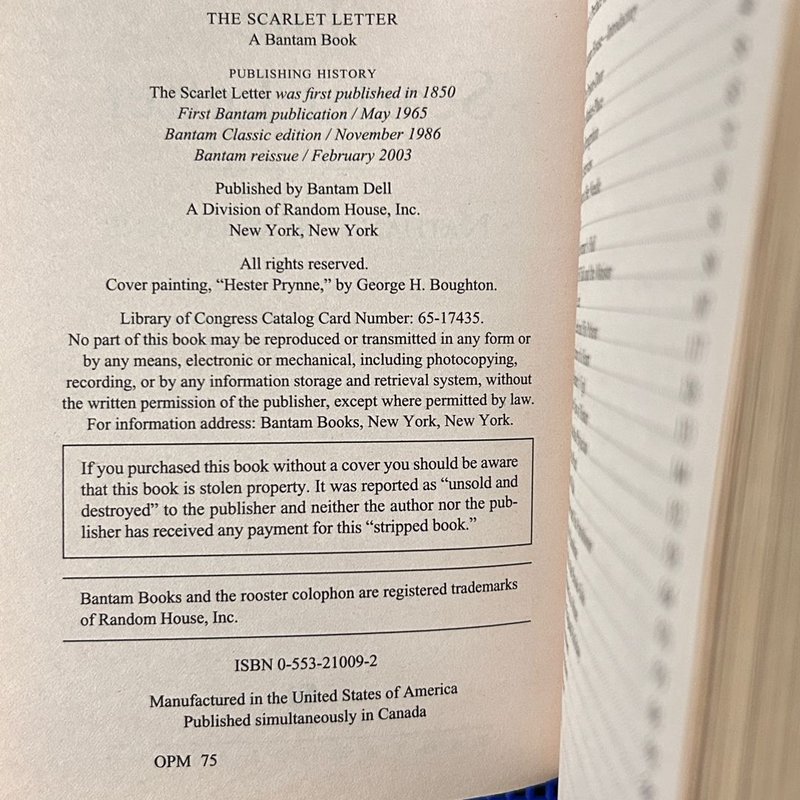 THE SCARLET LETTER
A Bantam Book
PUBLISHING HISTORY
The Scarlet Letter was first published in 1850
First Bantam publication / May 1965
Bantam Classic edition / November 1986
Bantam reissue / February 2003
Published by Bantam Dell
A Division of Random House, Inc.
New York, New York
All rights reserved.
Cover painting, “Hester Prynne,” by George H. Boughton.
Library of Congress Catalog Card Number: 65-17435.
No part of this book may be reproduced or transmitted in any form or
by any means, electronic or mechanical, including photocopying,
recording, or by any information storage and retrieval system, without
the written permission of the publisher, except where permitted by law.
For information address: Bantam Books, New York, New York.
If you purchased this book without a cover you should be aware
that this book is stolen property. It was reported as “unsold and
destroyed” to the publisher and neither the author nor the pub-
lisher has received any payment for this “stripped book.”
Bantam Books and the rooster colophon are registered trademarks
of Random House, Inc.
ISBN 0-553-21009-2
Manufactured in the United States of America
Published simultaneously in Canada
OPM 75